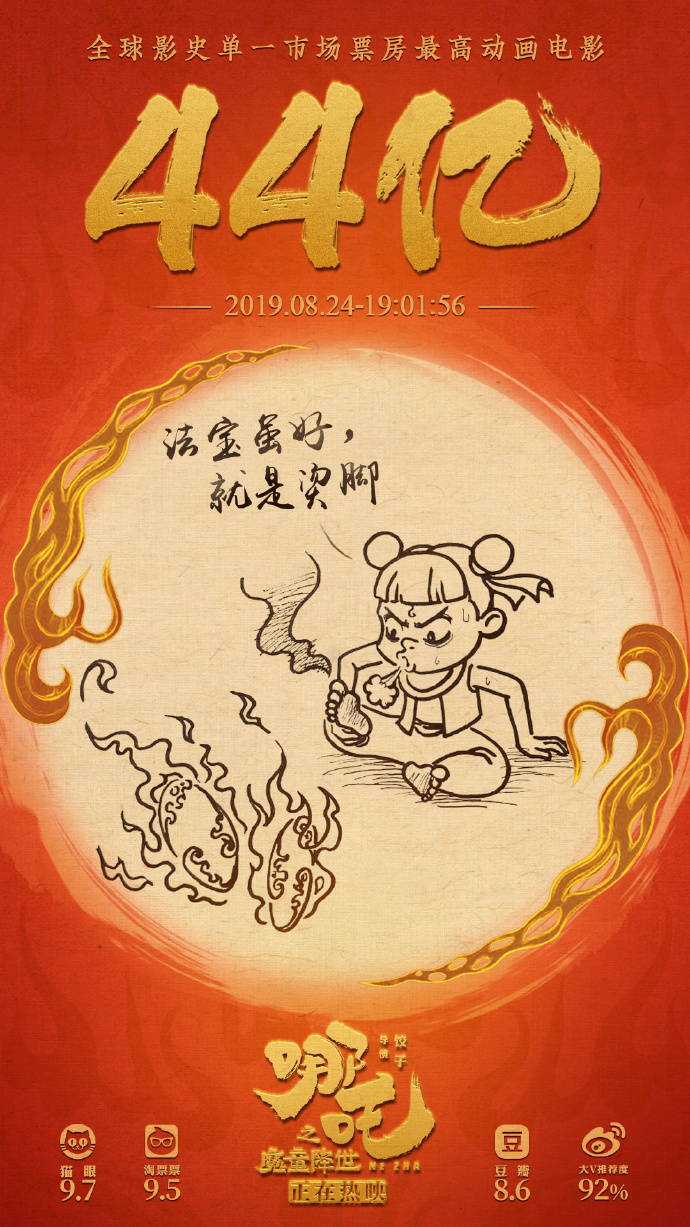 全球影史单一市场票房最高动画电影
44亿
2019.08.24-19:01:56
法宝虽好，
就是烫脚
哪吒
之
魔童降世
NE ZHA
导演
饺子
正在热映
猫眼
9.7
淘票票
9.5
豆
豆瓣
8.6
大V推荐度
92%